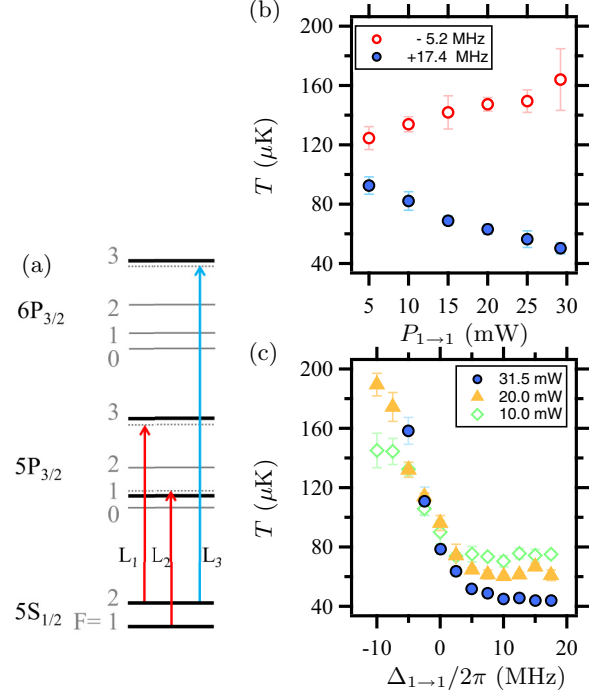 (a)
3
6P3/2
2
1
0
3
5P3/2
2
1
0
L1 L2 L3
5S1/2
2
F= 1
(b)
- 5.2 MHz
+17.4 MHz
200
160
120
80
40
T (μK)
5 10 15 20 25 30
P1→1 (mW)
(c)
31.5 mW
20.0 mW
10.0 mW
200
160
120
80
40
T (μK)
-10 0 10 20
Δ1→1/2π (MHz)